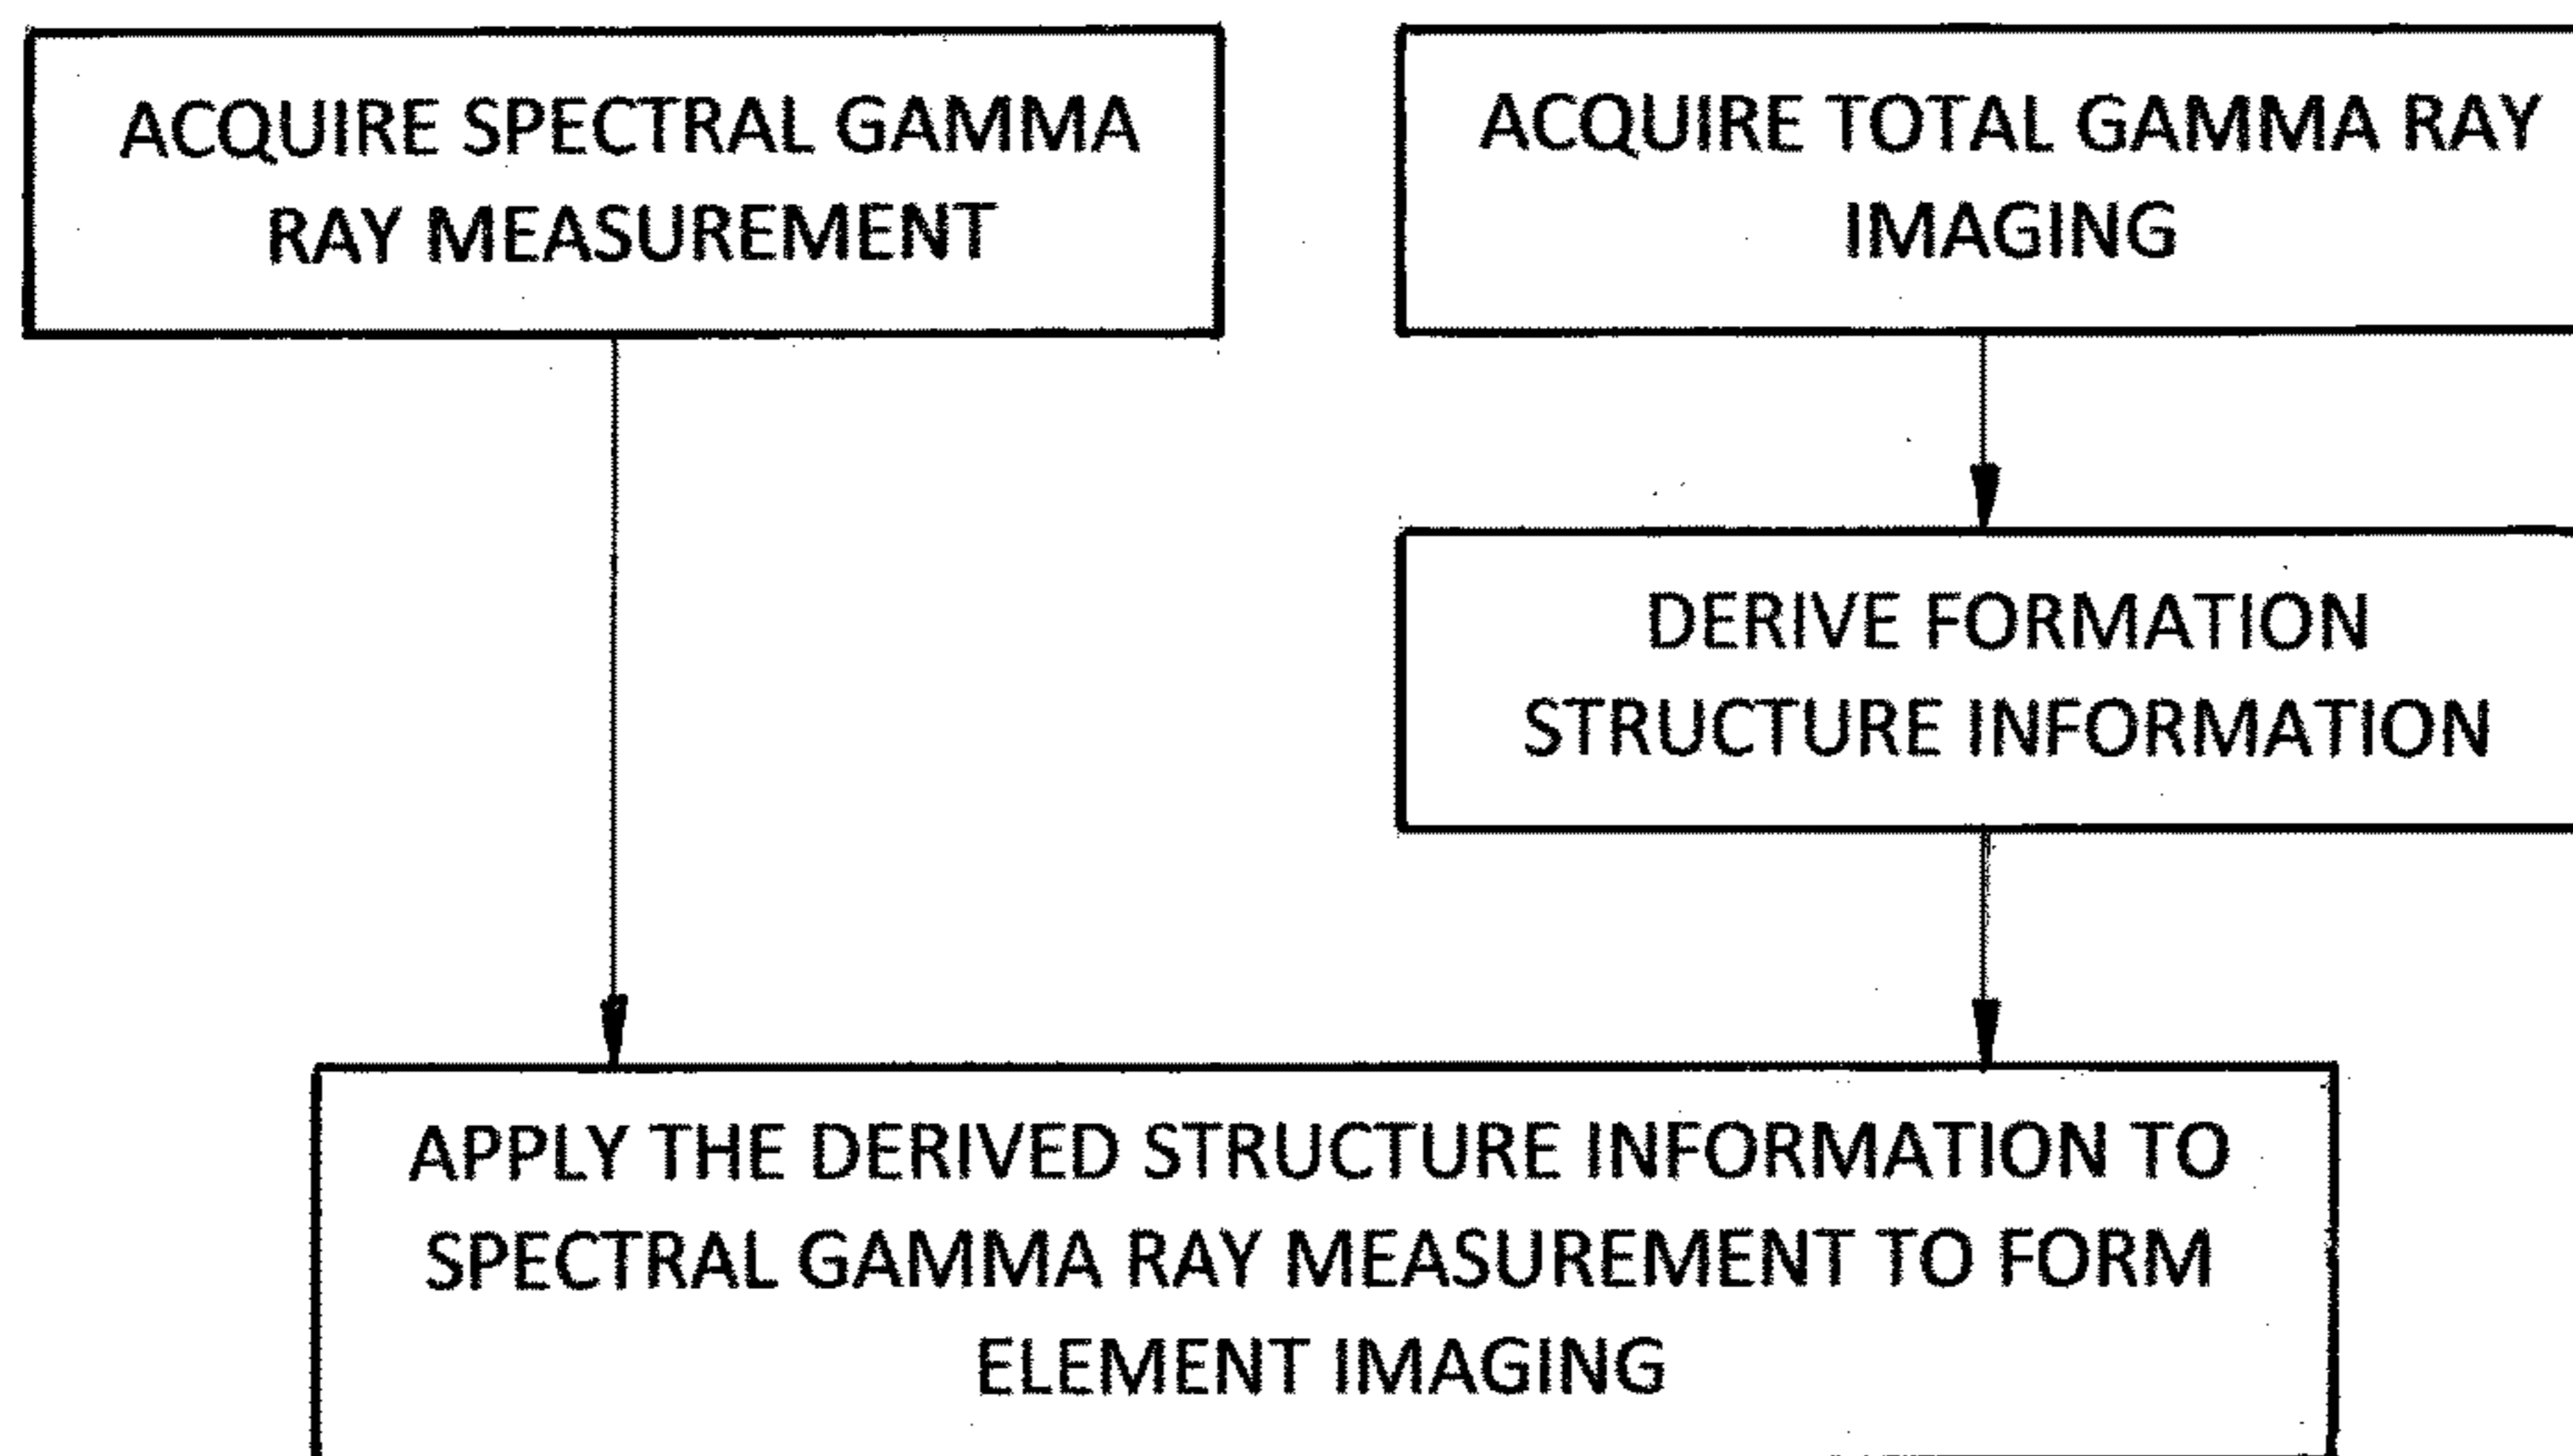 ACQUIRE SPECTRAL GAMMA
RAY MEASUREMENT
ACQUIRE TOTAL GAMMA RAY
IMAGING
DERIVE FORMATION
STRUCTURE INFORMATION
APPLY THE DERIVED STRUCTURE INFORMATION TO
SPECTRAL GAMMA RAY MEASUREMENT TO FORM
ELEMENT IMAGING